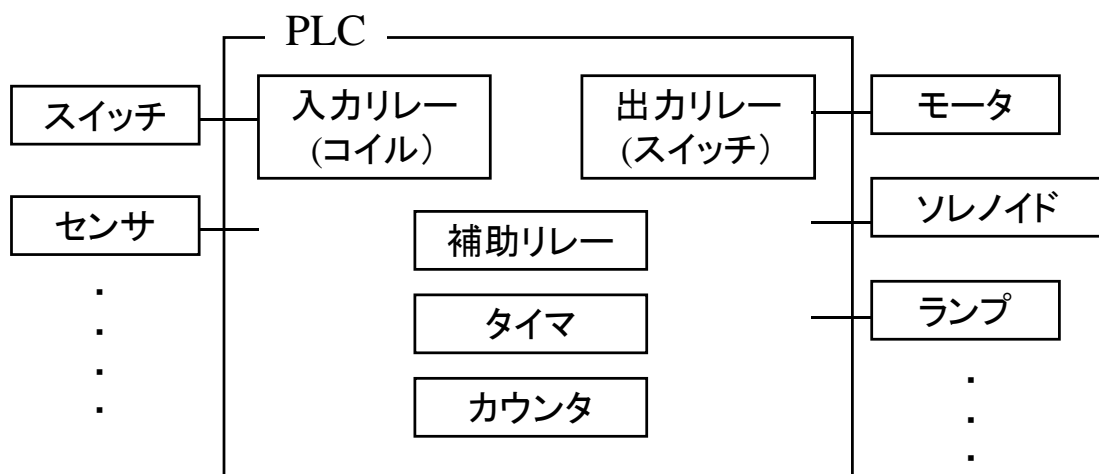 PLC
スイッチ
入力リレー
(コイル）
出力リレー
(スイッチ）
モータ
センサ
ソレノイド
補助リレー
タイマ
ランプ
カウンタ